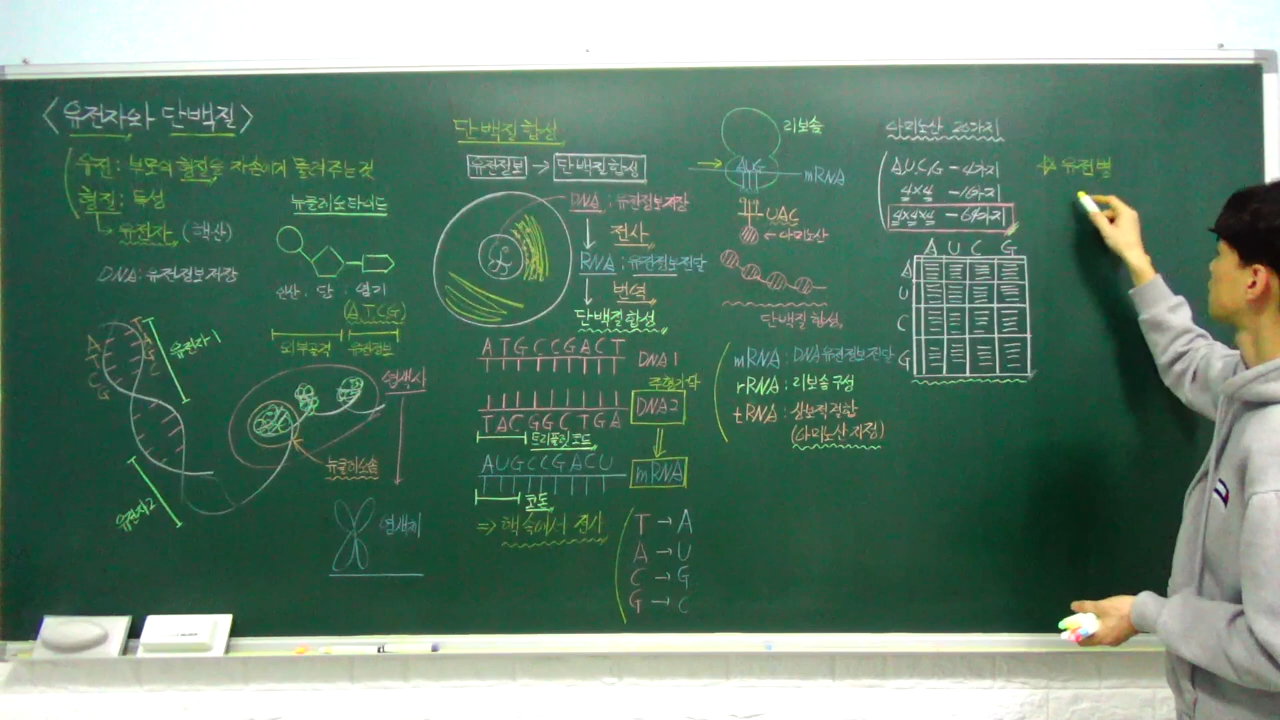 <유전자와 단백질>
유전: 부모의 형질을 자손에게 물려주는 것
형질: 특성
유전자 (핵산)
DNA: 유전정보 저장
뉴클리오타이드
인산. 당. 염기
(A.T.C.G)
외부골격 유전정보
A T C G
유전자1
유전자2
염색사
뉴클리오솜
염색체
단백질 합성
유전정보 → 단백질 합성
DNA : 유전정보 저장
↓ 전사
RNA : 유전정보 전달
↓ 번역
단백질 합성
A T G C C G A C T DNA 1
주형가닥
DNA 2
T A C G G C T G A
트리플릿 코드
A U G C C G A C U mRNA
코돈
=> 핵 속에서 전사
T → A
A → U
C → G
G → C
리보솜
AUG
mRNA
UAC
← 아미노산
단백질 합성
mRNA : DNA 유전정보 전달
rRNA : 리보솜 구성
tRNA : 상보적 결합
(아미노산 지정)
아미노산 20가지
A.U.C.G - 4가지
4×4 - 16가지
4×4×4 - 64가지
A U C G
A
U
C
G
유전병